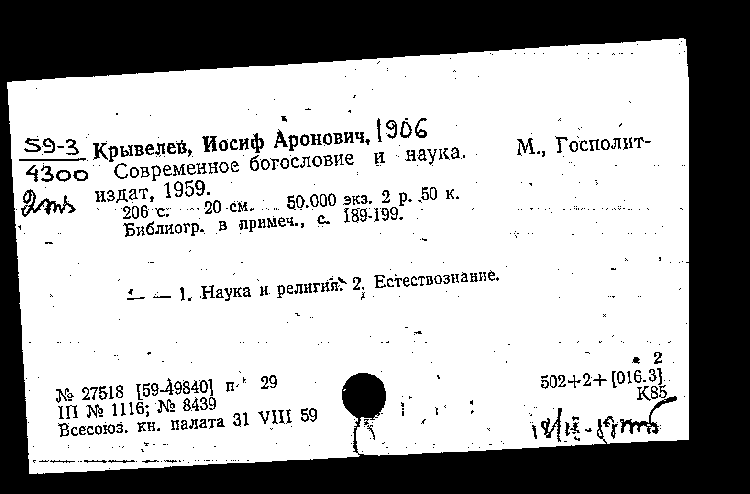 59-3 Крывелев, Иосиф Аронович, 1906
4300 Современное богословие и наука. М., Госполит-
издат, 1959.
206 с. 20 см. 50.000 экз. 2 р. 50 к.
Библиогр. в примеч., с. 189-199.
— — 1. Наука и религия. 2. Естествознание.
2
№ 27518 [59-49840] п 29 502+2+[016.3]
III № 1116; № 8439 К85
Всесоюз. кн. палата 31 VIII 59